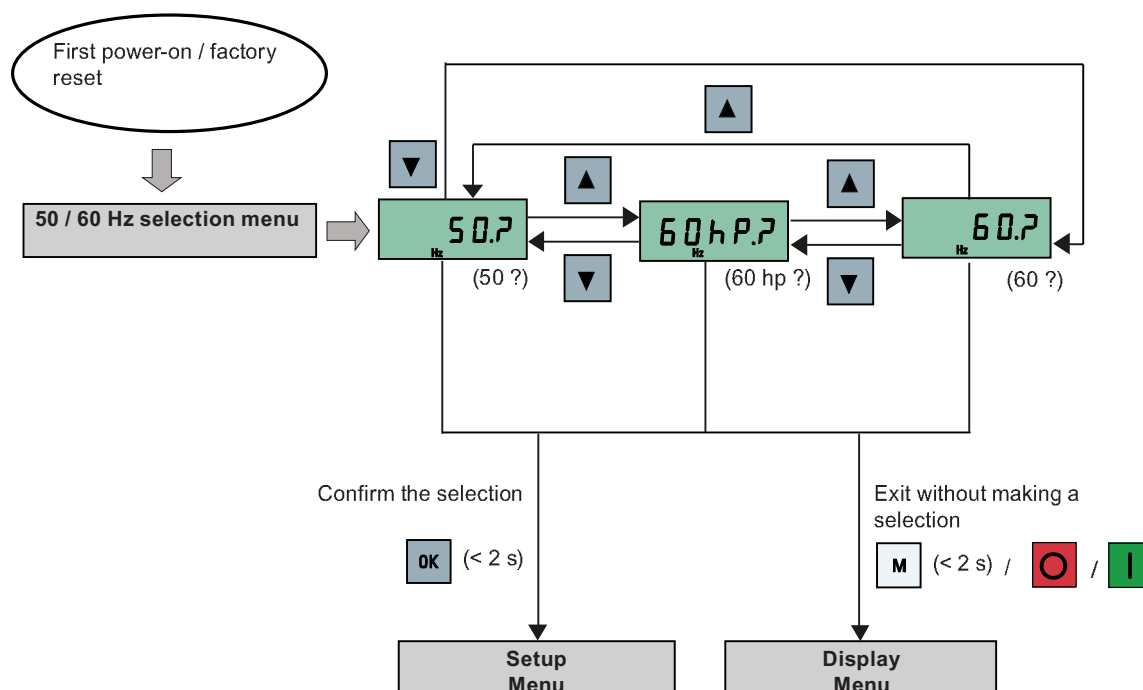 First power-on / factory
reset
50 / 60 Hz selection menu
50.?
Hz
(50 ?)
60hP.?
Hz
(60 hp ?)
60.?
Hz
(60 ?)
Confirm the selection
OK (< 2 s)
Exit without making a
selection
M (< 2 s) / /
Setup
Menu
Display
Menu